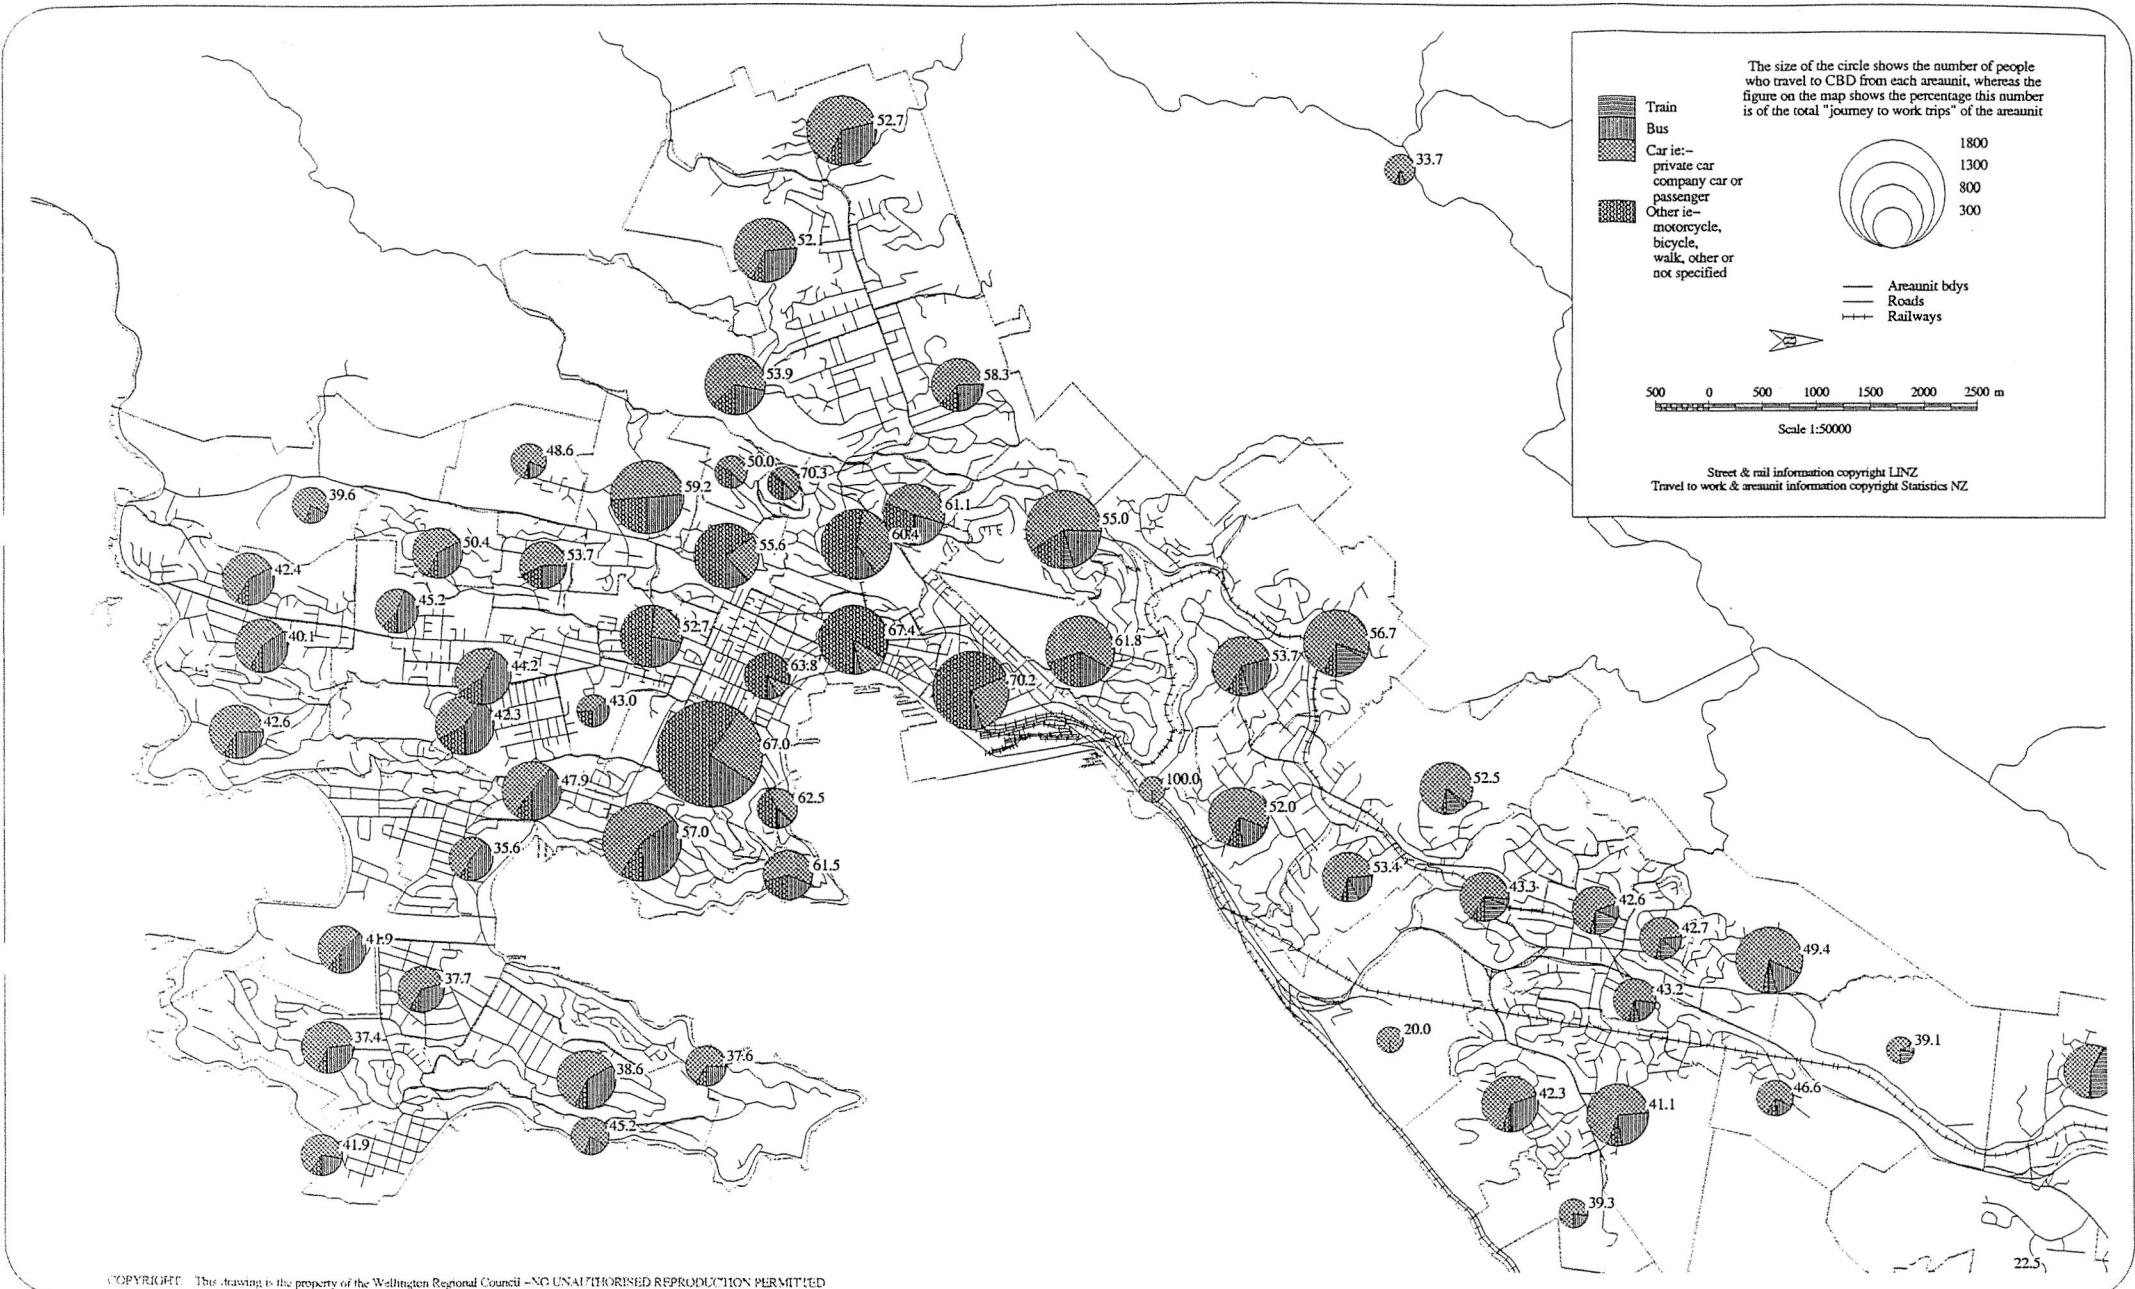 The size of the circle shows the number of people
who travel to CBD from each areaunit, whereas the
figure on the map shows the percentage this number
is of the total "journey to work trips" of the areaunit
Train
Bus
Car ie:–
private car
company car or
passenger
Other ie–
motorcycle,
bicycle,
walk, other or
not specified
1800
1300
800
300
Areaunit bdys
Roads
Railways
500 0 500 1000 1500 2000 2500 m
Scale 1:50000
Street & rail information copyright LINZ
Travel to work & areaunit information copyright Statistics NZ
52.7
33.7
52.1
53.9
58.3
48.6
50.0
70.3
59.2
39.6
61.1
55.0
60.4
55.6
50.4
53.7
42.4
45.2
52.7
67.4
40.1
61.8
56.7
53.7
44.2
63.8
70.2
43.0
42.3
42.6
67.0
47.9
100.0
52.5
62.5
52.0
57.0
35.6
61.5
53.4
43.3
42.6
42.7
41.9
49.4
37.7
43.2
37.4
20.0
39.1
37.6
38.6
46.6
42.3
41.1
45.2
41.9
39.3
22.5
COPYRIGHT. This drawing is the property of the Wellington Regional Council –NO UNAUTHORISED REPRODUCTION PERMITTED